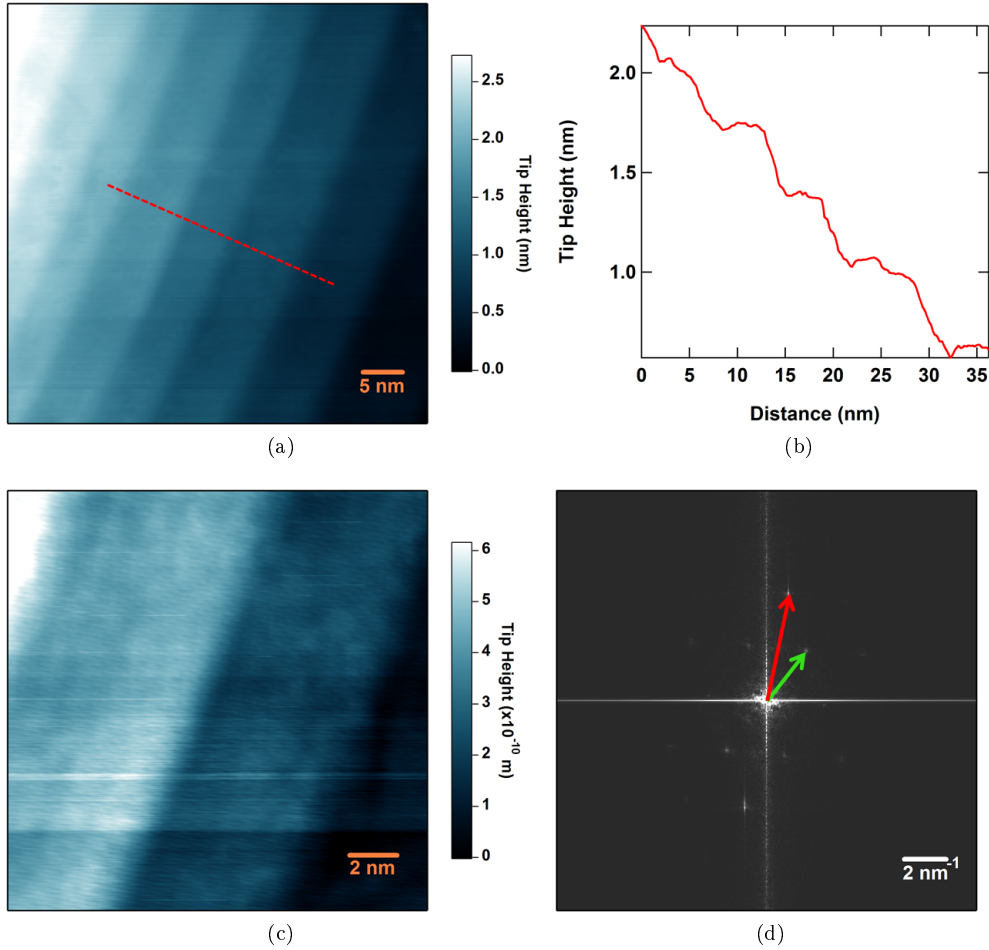 2.5
2.0
1.5
1.0
0.5
0.0
Tip Height (nm)
5 nm
(a)
2.0
1.5
1.0
Tip Height (nm)
0 5 10 15 20 25 30 35
Distance (nm)
(b)
6
5
4
3
2
1
0
Tip Height (x10⁻¹⁰ m)
2 nm
(c)
2 nm⁻¹
(d)